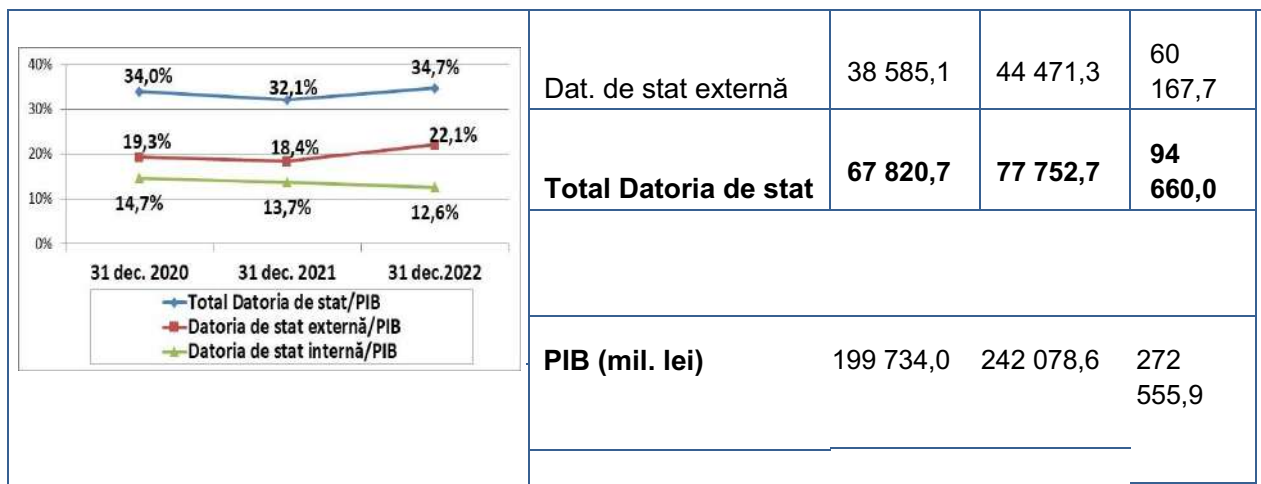 40%
30%
20%
10%
0%
34,0%
32,1%
34,7%
19,3%
18,4%
22,1%
14,7%
13,7%
12,6%
31 dec. 2020 31 dec. 2021 31 dec.2022
Total Datoria de stat/PIB
Datoria de stat externă/PIB
Datoria de stat internă/PIB
Dat. de stat externă 38 585,1 44 471,3 60
167,7
Total Datoria de stat 67 820,7 77 752,7 94
660,0
PIB (mil. lei) 199 734,0 242 078,6 272
555,9